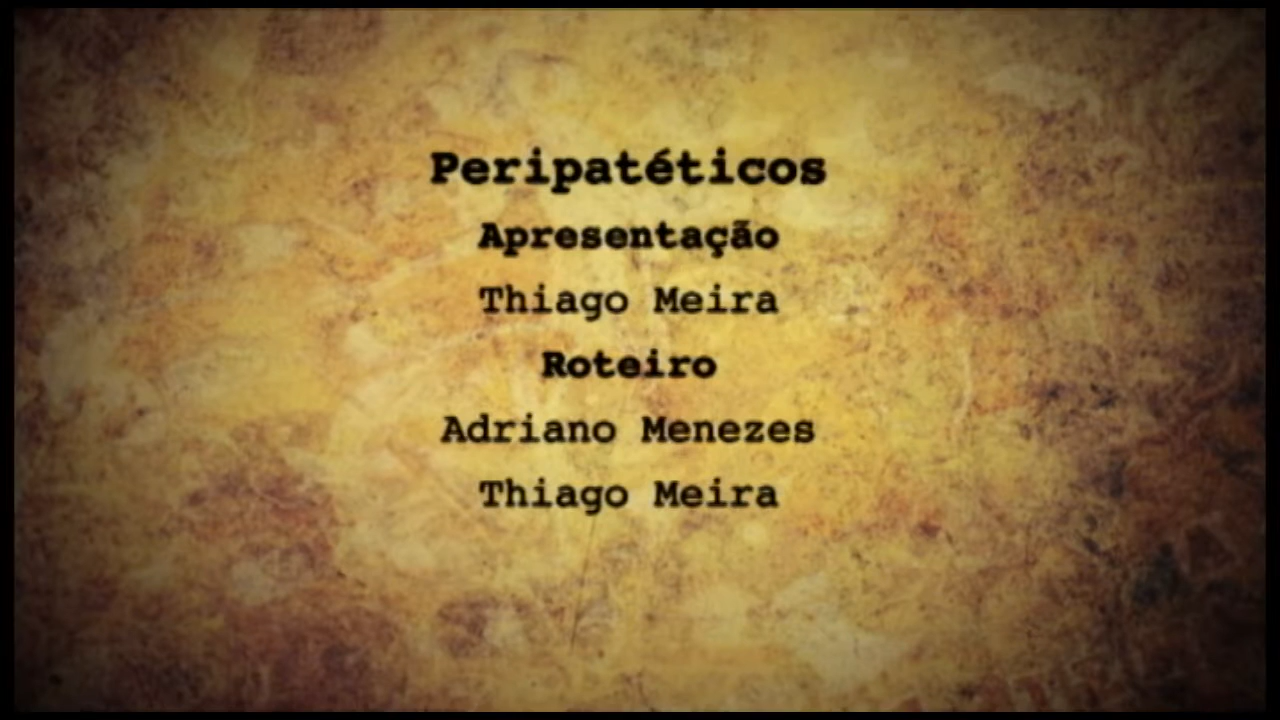 Peripatéticos
Apresentação
Thiago Meira
Roteiro
Adriano Menezes
Thiago Meira